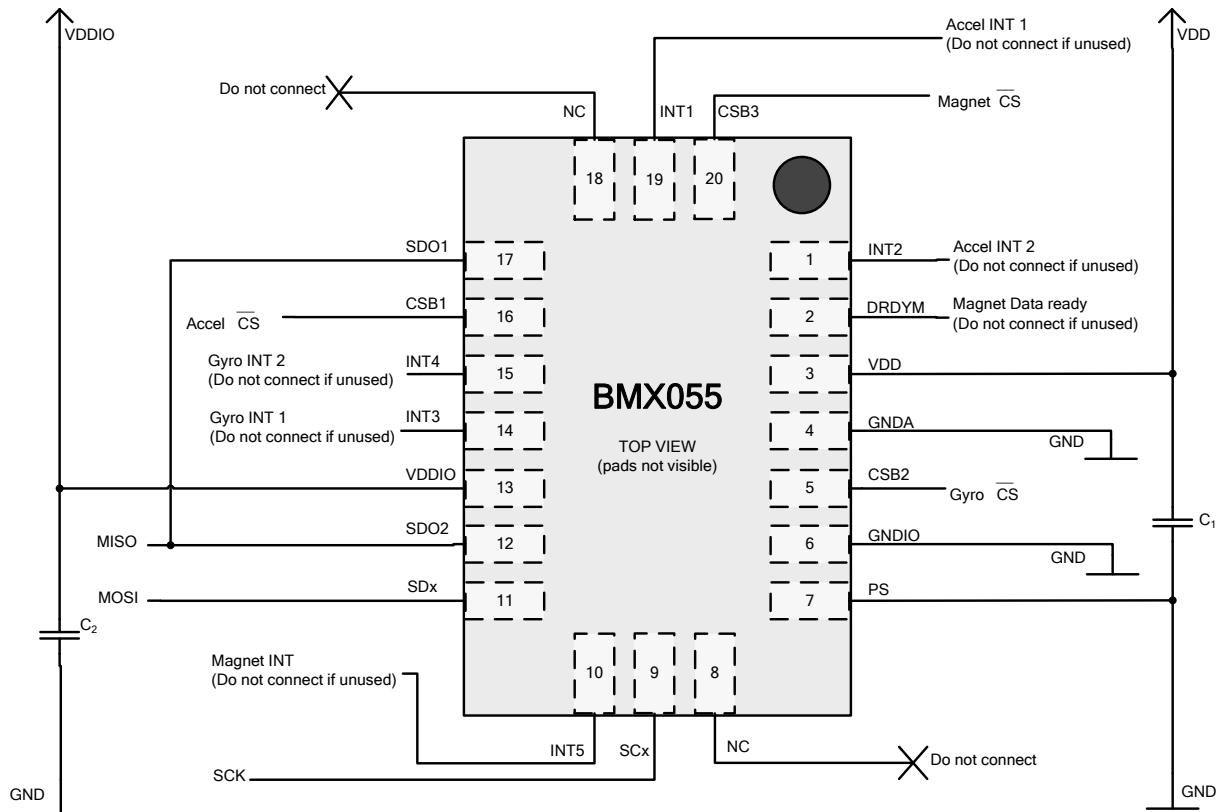 VDDIO
VDD
Accel INT 1
(Do not connect if unused)
Do not connect
NC
INT1
CSB3
Magnet CS
18
19
20
SDO1
17
1
INT2
Accel INT 2
(Do not connect if unused)
Accel CS
CSB1
16
2
DRDYM
Magnet Data ready
(Do not connect if unused)
Gyro INT 2
(Do not connect if unused)
INT4
15
3
VDD
BMX055
Gyro INT 1
(Do not connect if unused)
INT3
14
4
GNDA
GND
TOP VIEW
(pads not visible)
VDDIO
13
5
CSB2
Gyro CS
MISO
SDO2
12
6
GNDIO
GND
C1
MOSI
SDx
11
7
PS
C2
Magnet INT
(Do not connect if unused)
10
9
8
INT5
SCx
NC
Do not connect
SCK
GND
GND